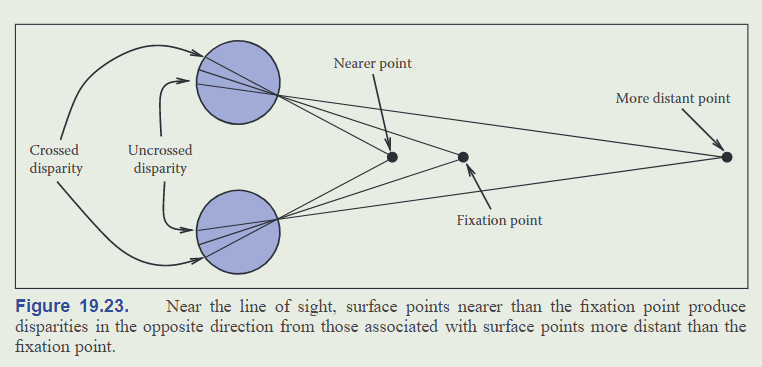 Nearer point
More distant point
Crossed
disparity
Uncrossed
disparity
Fixation point
Figure 19.23. Near the line of sight, surface points nearer than the fixation point produce
disparities in the opposite direction from those associated with surface points more distant than the
fixation point.